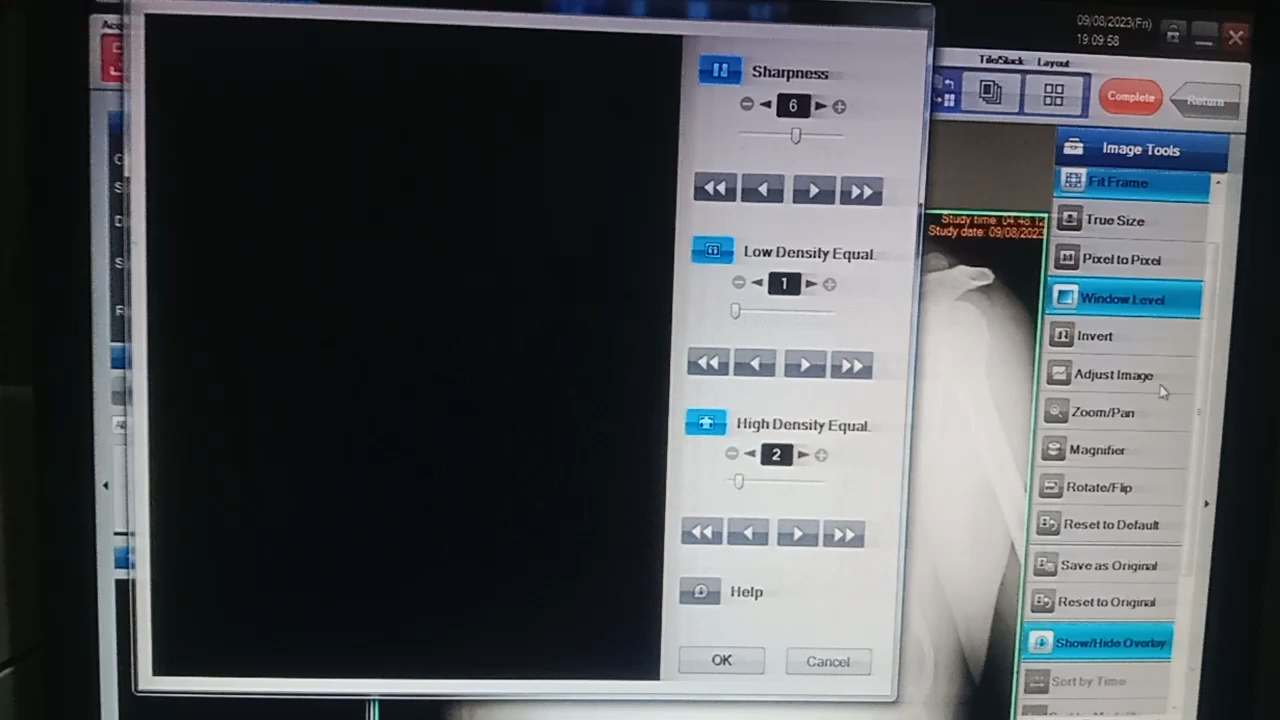 09/08/2023(Fri)
19:09:58
Sharpness
6
Tile/Stack
Layout
Complete
Return
Image Tools
Fit Frame
True Size
Study date: 09/08/2023
Low Density Equal.
1
Pixel to Pixel
Window Level
Invert
Adjust Image
High Density Equal.
2
Zoom/Pan
Magnifier
Rotate/Flip
Reset to Default
Save as Original
Help
Reset to Original
Show/Hide Overlay
OK
Cancel
Sort by Time